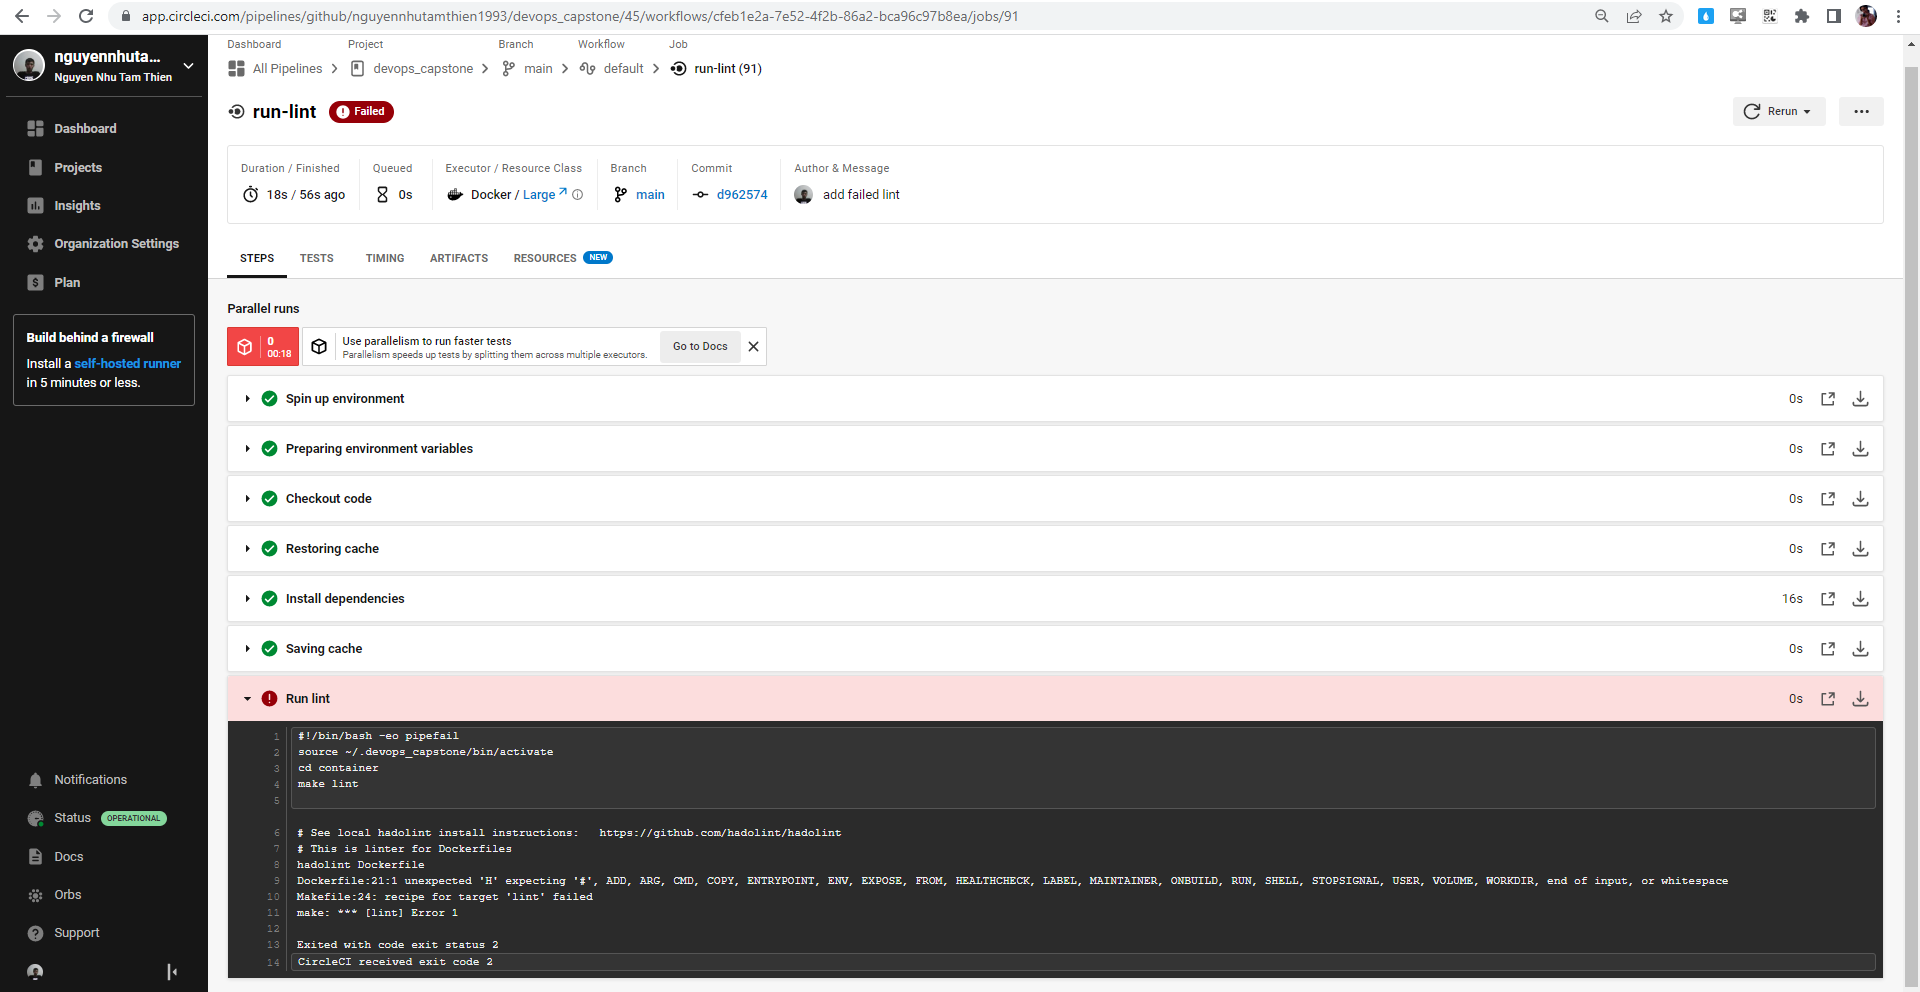 app.circleci.com/pipelines/github/nguyennhutamthien1993/devops_capstone/45/workflows/cfeb1e2a-7e52-4f2b-86a2-bca96c97b8ea/jobs/91
nguyennhuta...
Nguyen Nhu Tam Thien
Dashboard
Projects
Insights
Organization Settings
Plan
Build behind a firewall
Install a self-hosted runner
in 5 minutes or less.
Notifications
Status OPERATIONAL
Docs
Orbs
Support
Dashboard Project Branch Workflow Job
All Pipelines devops_capstone main default run-lint (91)
run-lint Failed
Rerun
Duration / Finished Queued Executor / Resource Class Branch Commit Author & Message
18s / 56s ago 0s Docker / Large main d962574 add failed lint
STEPS TESTS TIMING ARTIFACTS RESOURCES NEW
Parallel runs
0
00:18
Use parallelism to run faster tests
Parallelism speeds up tests by splitting them across multiple executors.
Go to Docs
Spin up environment 0s
Preparing environment variables 0s
Checkout code 0s
Restoring cache 0s
Install dependencies 16s
Saving cache 0s
Run lint 0s
1 #!/bin/bash -eo pipefail
2 source ~/.devops_capstone/bin/activate
3 cd container
4 make lint
5
6 # See local hadolint install instructions:   https://github.com/hadolint/hadolint
7 # This is linter for Dockerfiles
8 hadolint Dockerfile
9 Dockerfile:21:1 unexpected 'H' expecting '#', ADD, ARG, CMD, COPY, ENTRYPOINT, ENV, EXPOSE, FROM, HEALTHCHECK, LABEL, MAINTAINER, ONBUILD, RUN, SHELL, STOPSIGNAL, USER, VOLUME, WORKDIR, end of input, or whitespace
10 Makefile:24: recipe for target 'lint' failed
11 make: *** [lint] Error 1
12
13 Exited with code exit status 2
14 CircleCI received exit code 2